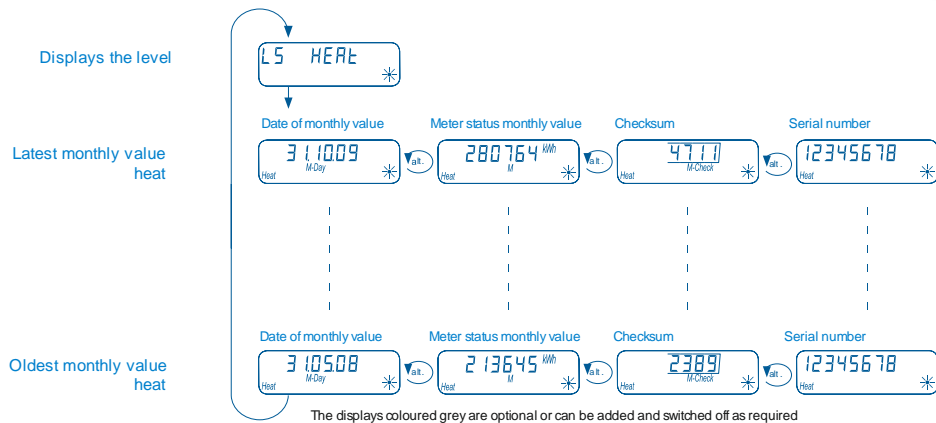 Displays the level
L5 HEAt
Date of monthly value Meter status monthly value Checksum Serial number
Latest monthly value
heat
31.10.09 M-Day Heat alt. 280764 kWh M Heat alt. 4711 M-Check Heat alt. 12345678 Heat
Date of monthly value Meter status monthly value Checksum Serial number
Oldest monthly value
heat
31.05.08 M-Day Heat alt. 213645 kWh M Heat alt. 2389 M-Check Heat alt. 12345678 Heat
The displays coloured grey are optional or can be added and switched off as required